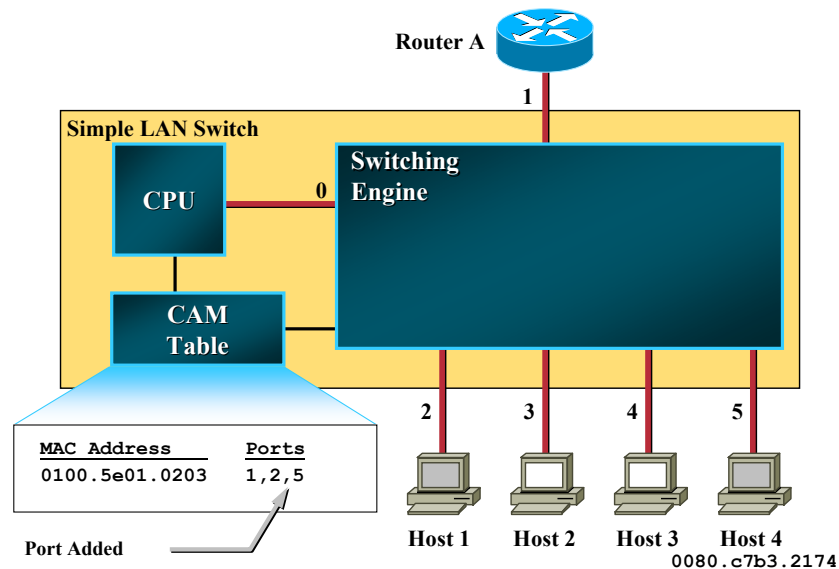 Router A
1
Simple LAN Switch
Switching
Engine
CPU
0
CAM
Table
2
3
4
5
MAC Address Ports
0100.5e01.0203 1,2,5
Port Added
Host 1
Host 2
Host 3
Host 4
0080.c7b3.2174